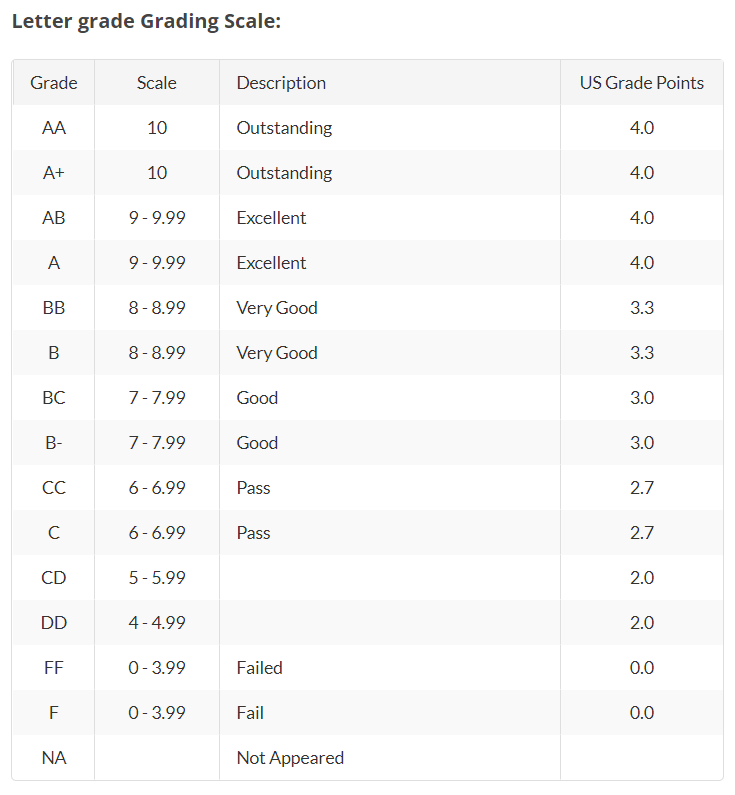 Letter grade Grading Scale:
Grade Scale Description US Grade Points
AA 10 Outstanding 4.0
A+ 10 Outstanding 4.0
AB 9 - 9.99 Excellent 4.0
A 9 - 9.99 Excellent 4.0
BB 8 - 8.99 Very Good 3.3
B 8 - 8.99 Very Good 3.3
BC 7 - 7.99 Good 3.0
B- 7 - 7.99 Good 3.0
CC 6 - 6.99 Pass 2.7
C 6 - 6.99 Pass 2.7
CD 5 - 5.99 2.0
DD 4 - 4.99 2.0
FF 0 - 3.99 Failed 0.0
F 0 - 3.99 Fail 0.0
NA Not Appeared